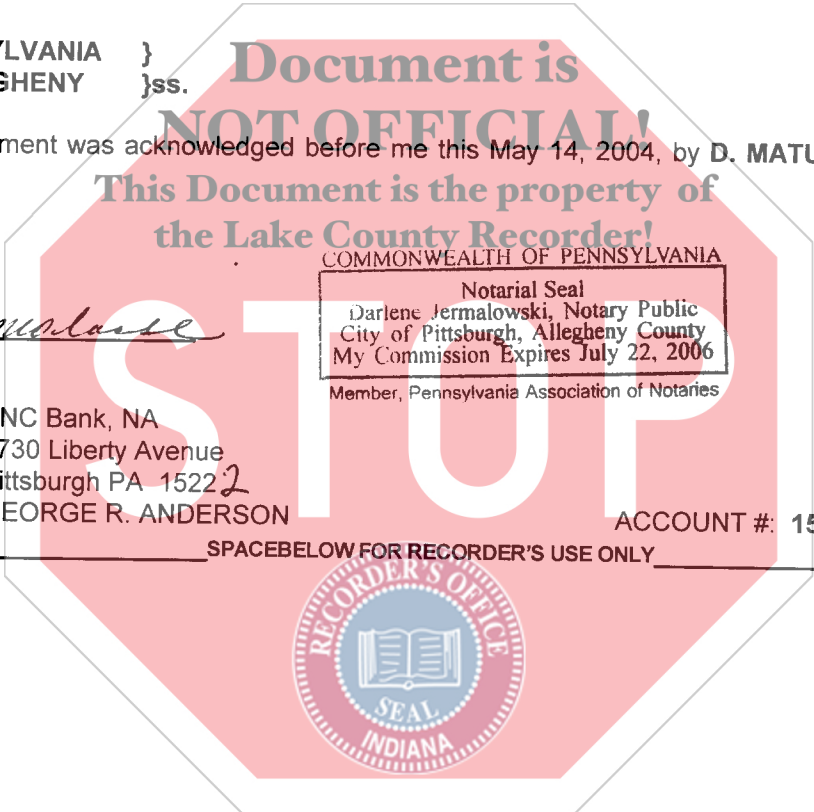 YLVANIA }
GHENY }ss.
Document is
NOT OFFICIAL!
ment was acknowledged before me this May 14, 2004, by D. MATU
This Document is the property of
the Lake County Recorder!
COMMONWEALTH OF PENNSYLVANIA
Notarial Seal
Darlene Jermalowski, Notary Public
City of Pittsburgh, Allegheny County
My Commission Expires July 22, 2006
Member, Pennsylvania Association of Notaries
STOP
NC Bank, NA
730 Liberty Avenue
ittsburgh PA 15222
EORGE R. ANDERSON
ACCOUNT #: 15
SPACEBELOW FOR RECORDER'S USE ONLY
RECORDER'S OFFICE
SEAL
INDIANA